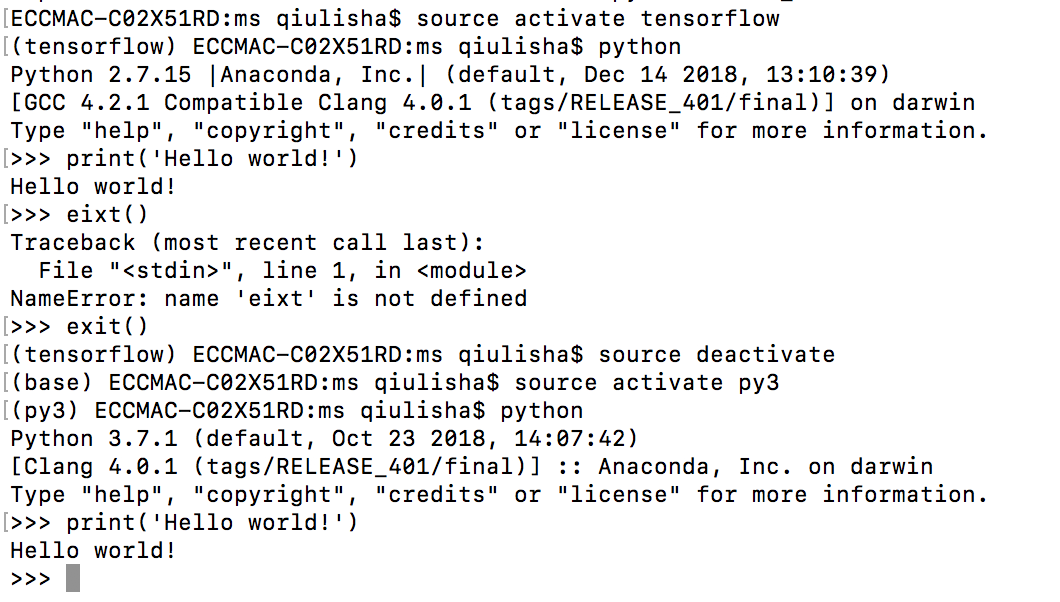 [ECCMAC-C02X51RD:ms qiulisha$ source activate tensorflow
[(tensorflow) ECCMAC-C02X51RD:ms qiulisha$ python
Python 2.7.15 |Anaconda, Inc.| (default, Dec 14 2018, 13:10:39)
[GCC 4.2.1 Compatible Clang 4.0.1 (tags/RELEASE_401/final)] on darwin
Type "help", "copyright", "credits" or "license" for more information.
[>>> print('Hello world!')
Hello world!
[>>> eixt()
Traceback (most recent call last):
  File "<stdin>", line 1, in <module>
NameError: name 'eixt' is not defined
[>>> exit()
[(tensorflow) ECCMAC-C02X51RD:ms qiulisha$ source deactivate
[(base) ECCMAC-C02X51RD:ms qiulisha$ source activate py3
[(py3) ECCMAC-C02X51RD:ms qiulisha$ python
Python 3.7.1 (default, Oct 23 2018, 14:07:42)
[Clang 4.0.1 (tags/RELEASE_401/final)] :: Anaconda, Inc. on darwin
Type "help", "copyright", "credits" or "license" for more information.
[>>> print('Hello world!')
Hello world!
>>>